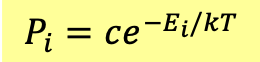 $P_i = ce^{-E_i/kT}$